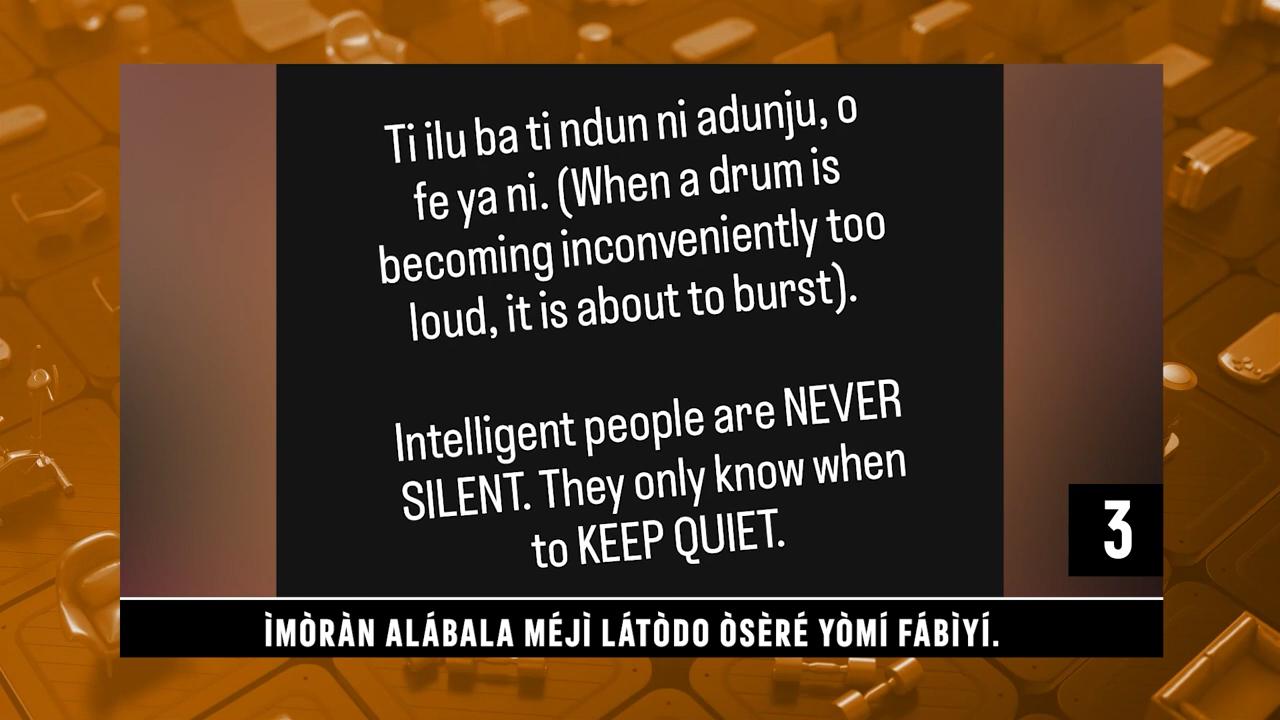 Ti ilu ba ti ndun ni adunju, o
fe ya ni. (When a drum is
becoming inconveniently too
loud, it is about to burst).
Intelligent people are NEVER
SILENT. They only know when
to KEEP QUIET.
3
ÌMÒRÀN ALÁBALA MÉJÌ LÁTÒDO ÒSÈRÉ YÒMÍ FÁBÌYÍ.